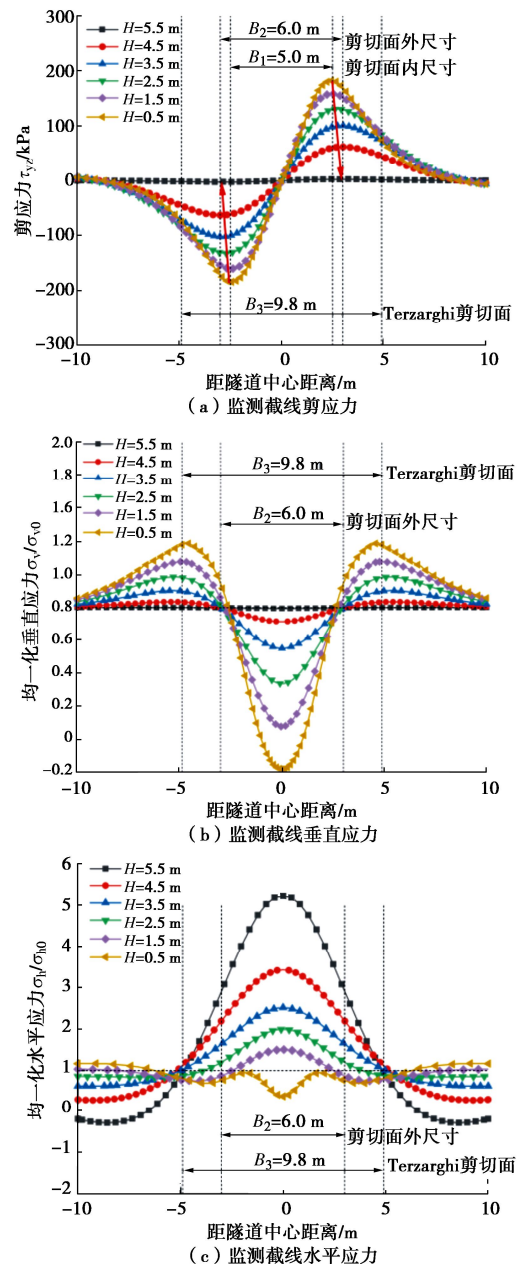 300
200
100
0
−100
−200
−300
剪应力τyz/kPa
H=5.5 m
H=4.5 m
H=3.5 m
H=2.5 m
H=1.5 m
H=0.5 m
B2=6.0 m
剪切面外尺寸
B1=5.0 m
剪切面内尺寸
B3=9.8 m
Terzarghi剪切面
−10 −5 0 5 10
距隧道中心距离/m
（a）监测截线剪应力
2.0
1.8
1.6
1.4
1.2
1.0
0.8
0.6
0.4
0.2
0
−0.2
均一化垂直应力σv/σv0
H=5.5 m
H=4.5 m
H=3.5 m
H=2.5 m
H=1.5 m
H=0.5 m
B3=9.8 m
Terzarghi剪切面
B2=6.0 m
剪切面外尺寸
−10 −5 0 5 10
距隧道中心距离/m
（b）监测截线垂直应力
6
5
4
3
2
1
0
−1
−2
均一化水平应力σh/σh0
H=5.5 m
H=4.5 m
H=3.5 m
H=2.5 m
H=1.5 m
H=0.5 m
B2=6.0 m
剪切面外尺寸
B3=9.8 m
Terzarghi剪切面
−10 −5 0 5 10
距隧道中心距离/m
（c）监测截线水平应力